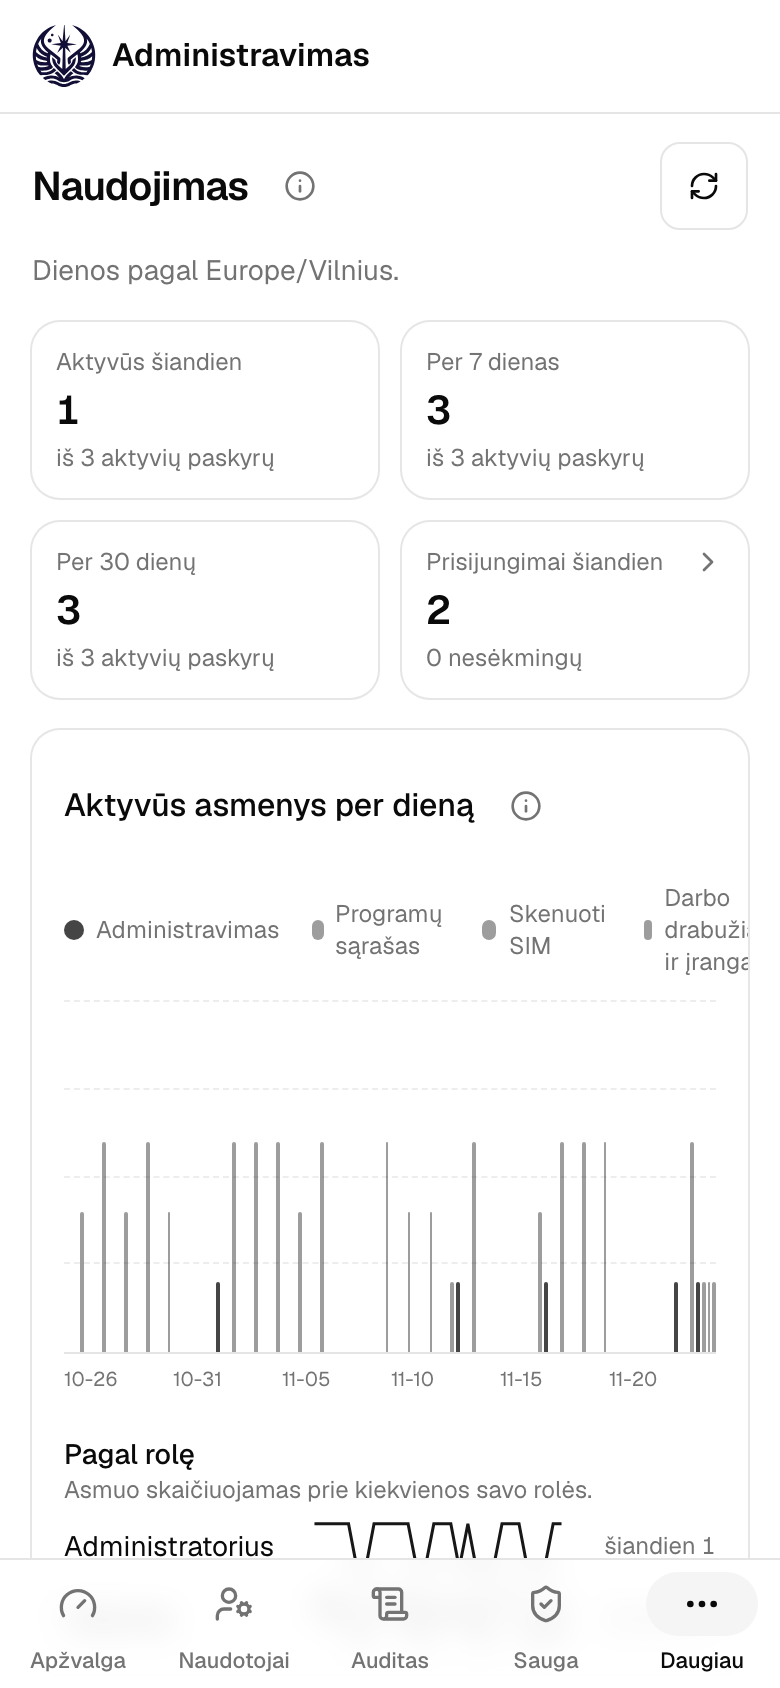 Administravimas
Naudojimas
Dienos pagal Europe/Vilnius.
Aktyvūs šiandien
1
iš 3 aktyvių paskyrų
Per 7 dienas
3
iš 3 aktyvių paskyrų
Per 30 dienų
3
iš 3 aktyvių paskyrų
Prisijungimai šiandien
2
0 nesėkmingų
Aktyvūs asmenys per dieną
Administravimas
Programų
sąrašas
Skenuoti
SIM
Darbo
drabuži
ir įranga
10-26 10-31 11-05 11-10 11-15 11-20
Pagal rolę
Asmuo skaičiuojamas prie kiekvienos savo rolės.
Administratorius šiandien 1
Apžvalga Naudotojai Auditas Sauga Daugiau